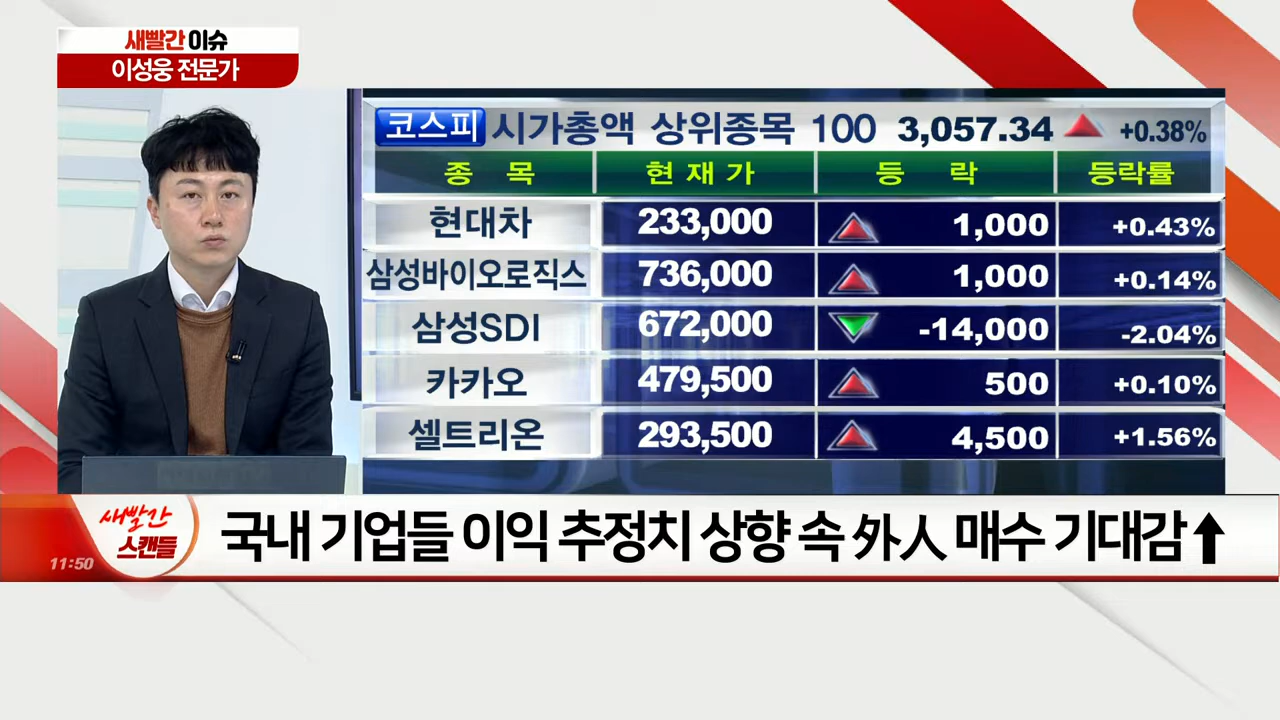 새빨간 이슈
이성웅 전문가
코스피 시가총액 상위종목 100 3,057.34 ▲ +0.38%
종 목 현 재 가 등 락 등락률
현대차 233,000 ▲ 1,000 +0.43%
삼성바이오로직스 736,000 ▲ 1,000 +0.14%
삼성SDI 672,000 ▼ -14,000 -2.04%
카카오 479,500 ▲ 500 +0.10%
셀트리온 293,500 ▲ 4,500 +1.56%
새빨간
스캔들
11:50
국내 기업들 이익 추정치 상향 속 外人 매수 기대감↑